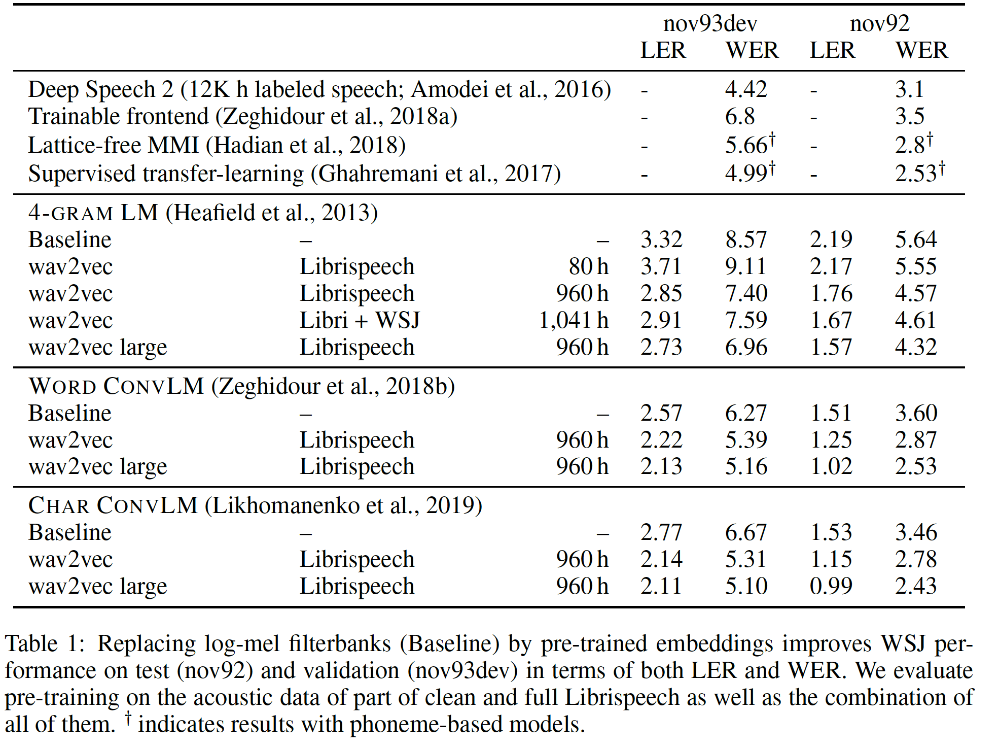 nov93dev nov92
LER WER LER WER
Deep Speech 2 (12K h labeled speech; Amodei et al., 2016) - 4.42 - 3.1
Trainable frontend (Zeghidour et al., 2018a) - 6.8 - 3.5
Lattice-free MMI (Hadian et al., 2018) - 5.66† - 2.8†
Supervised transfer-learning (Ghahremani et al., 2017) - 4.99† - 2.53†
4-GRAM LM (Heafield et al., 2013)
Baseline – – 3.32 8.57 2.19 5.64
wav2vec Librispeech 80 h 3.71 9.11 2.17 5.55
wav2vec Librispeech 960 h 2.85 7.40 1.76 4.57
wav2vec Libri + WSJ 1,041 h 2.91 7.59 1.67 4.61
wav2vec large Librispeech 960 h 2.73 6.96 1.57 4.32
WORD CONVLM (Zeghidour et al., 2018b)
Baseline – – 2.57 6.27 1.51 3.60
wav2vec Librispeech 960 h 2.22 5.39 1.25 2.87
wav2vec large Librispeech 960 h 2.13 5.16 1.02 2.53
CHAR CONVLM (Likhomanenko et al., 2019)
Baseline – – 2.77 6.67 1.53 3.46
wav2vec Librispeech 960 h 2.14 5.31 1.15 2.78
wav2vec large Librispeech 960 h 2.11 5.10 0.99 2.43
Table 1: Replacing log-mel filterbanks (Baseline) by pre-trained embeddings improves WSJ per-
formance on test (nov92) and validation (nov93dev) in terms of both LER and WER. We evaluate
pre-training on the acoustic data of part of clean and full Librispeech as well as the combination of
all of them. † indicates results with phoneme-based models.